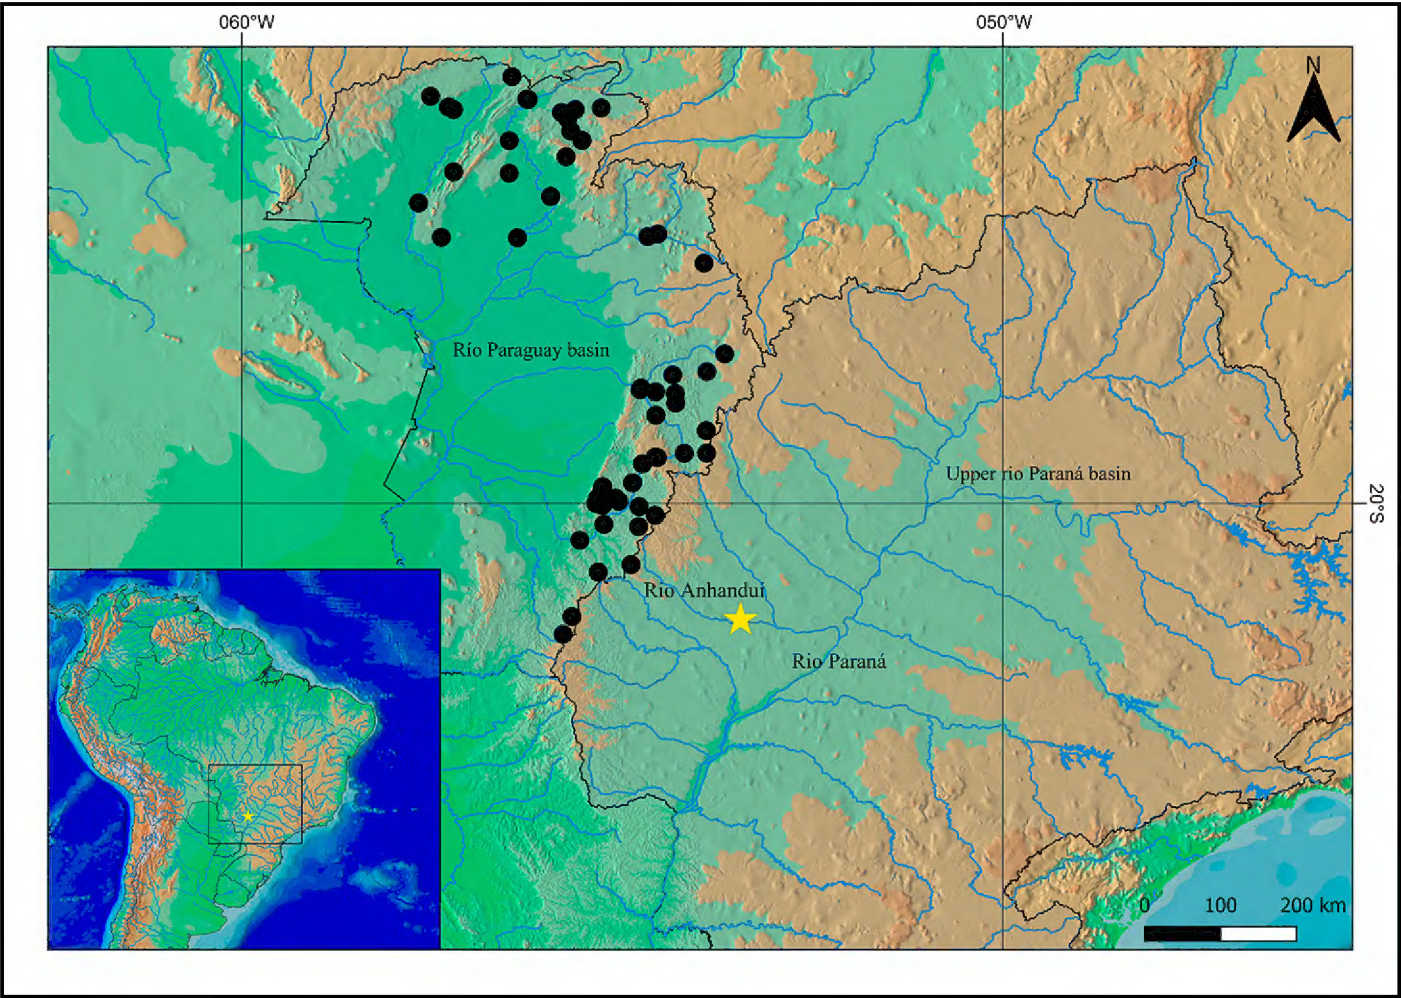 060°W
050°W
N
Río Paraguay basin
Upper rio Paraná basin
20°S
Rio Anhanduí
Rio Paraná
0 100 200 km